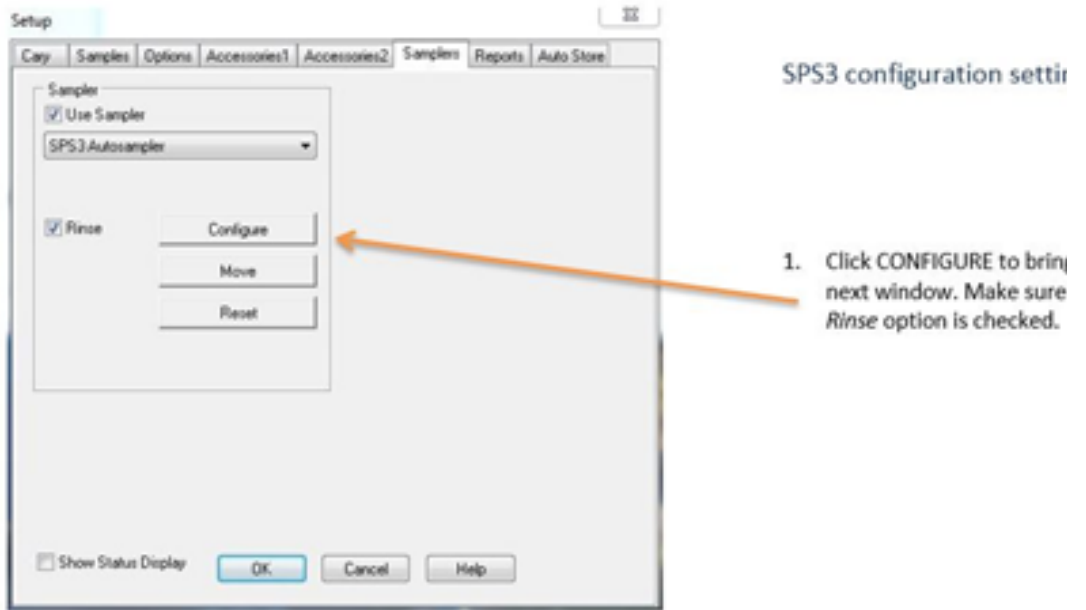 Setup
Cary Samples Options Accessories1 Accessories2 Samplers Reports Auto Store
Sampler
Use Sampler
SPS3 Autosampler
Rinse
Configure
Move
Reset
Show Status Display
OK
Cancel
Help
SPS3 configuration settin
1. Click CONFIGURE to bring
next window. Make sure
Rinse option is checked.